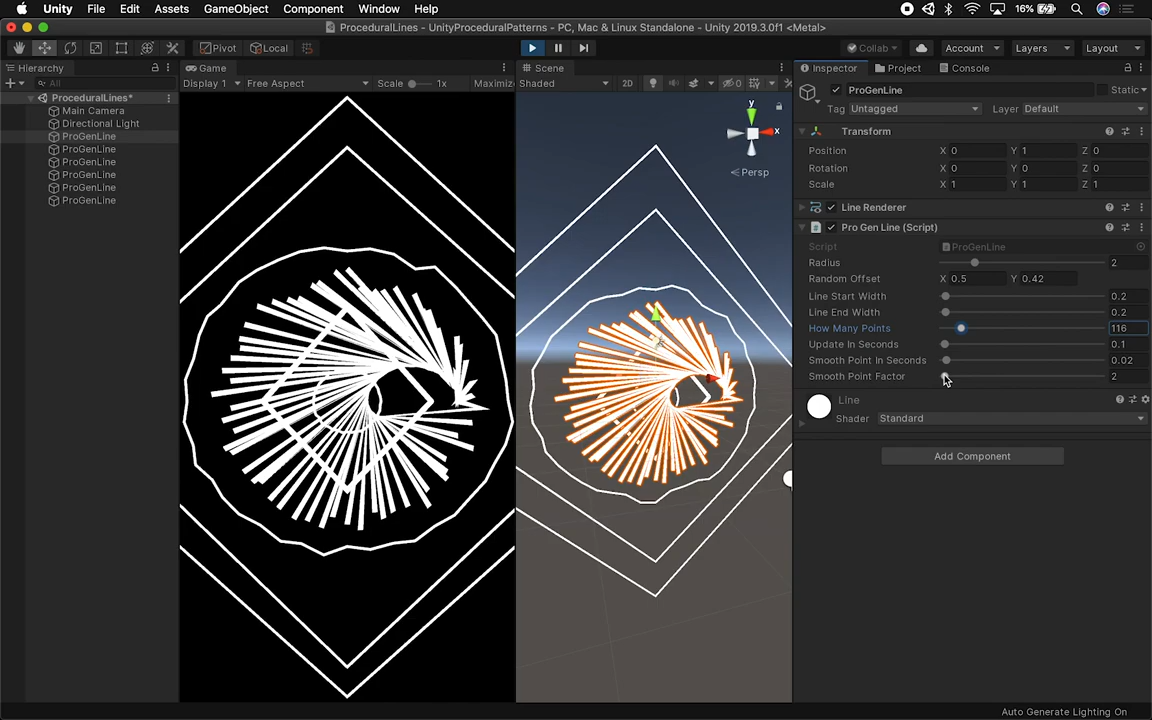 Unity File Edit Assets GameObject Component Window Help 16%
ProceduralLines - UnityProceduralPatterns - PC, Mac & Linux Standalone - Unity 2019.3.0f1 <Metal>
Pivot Local Collab Account Layers Layout
Hierarchy Game Scene Inspector Project Console
All Display 1 Free Aspect Scale 1x Maximize Shaded 2D 0 ProGenLine Static
ProceduralLines*
Main Camera
Directional Light
ProGenLine
ProGenLine
ProGenLine
ProGenLine
ProGenLine
ProGenLine
y
x
Persp
Tag Untagged Layer Default
Transform
Position X 0 Y 1 Z 0
Rotation X 0 Y 0 Z 0
Scale X 1 Y 1 Z 1
Line Renderer
Pro Gen Line (Script)
Script ProGenLine
Radius 2
Random Offset X 0.5 Y 0.42
Line Start Width 0.2
Line End Width 0.2
How Many Points 116
Update In Seconds 0.1
Smooth Point In Seconds 0.02
Smooth Point Factor 2
Line
Shader Standard
Add Component
Auto Generate Lighting On